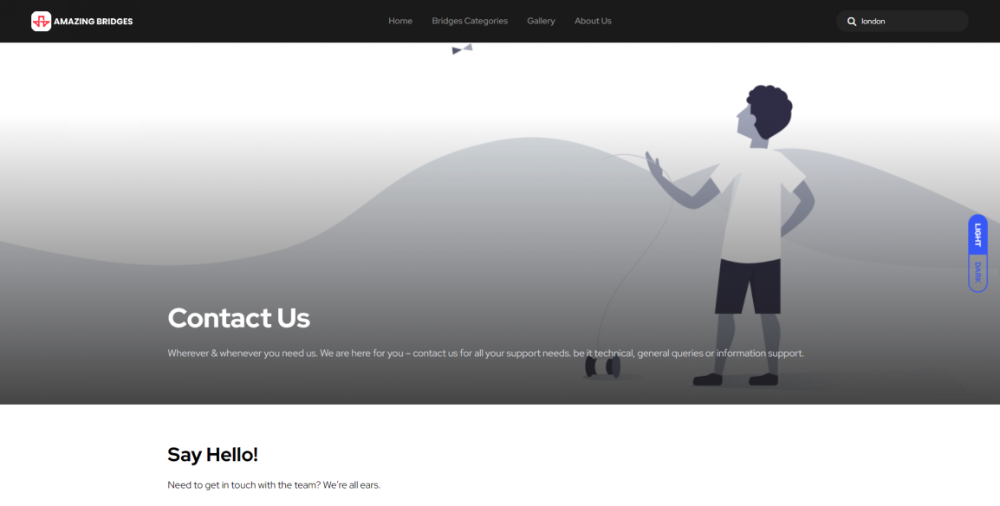 AMAZING BRIDGES
Home
Bridges Categories
Gallery
About Us
london
LIGHT
DARK
Contact Us
Wherever & whenever you need us. We are here for you – contact us for all your support needs. be it technical, general queries or information support.
Say Hello!
Need to get in touch with the team? We're all ears.